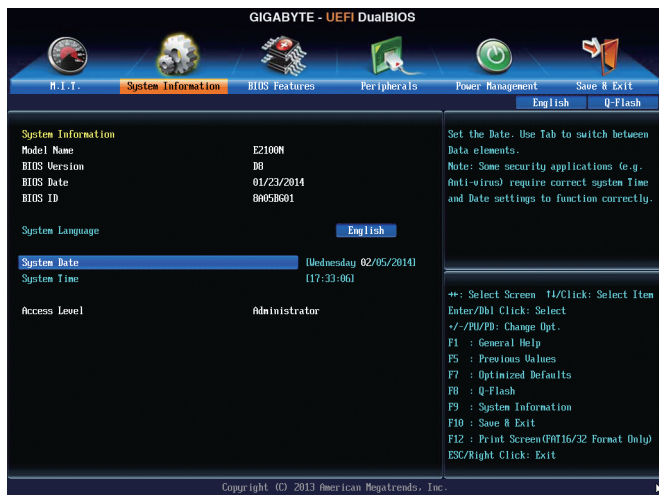 GIGABYTE - UEFI DualBIOS
M.I.T.
System Information
BIOS Features
Peripherals
Power Management
Save & Exit
English
Q-Flash
System Information
Model Name E2100N
BIOS Version D8
BIOS Date 01/23/2014
BIOS ID 8A05BG01
System Language English
System Date [Wednesday 02/05/2014]
System Time [17:33:06]
Access Level Administrator
Set the Date. Use Tab to switch between
Data elements.
Note: Some security applications (e.g.
Anti-virus) require correct system Time
and Date settings to function correctly.
→←: Select Screen ↑↓/Click: Select Item
Enter/Dbl Click: Select
+/-/PU/PD: Change Opt.
F1 : General Help
F5 : Previous Values
F7 : Optimized Defaults
F8 : Q-Flash
F9 : System Information
F10 : Save & Exit
F12 : Print Screen(FAT16/32 Format Only)
ESC/Right Click: Exit
Copyright (C) 2013 American Megatrends, Inc.